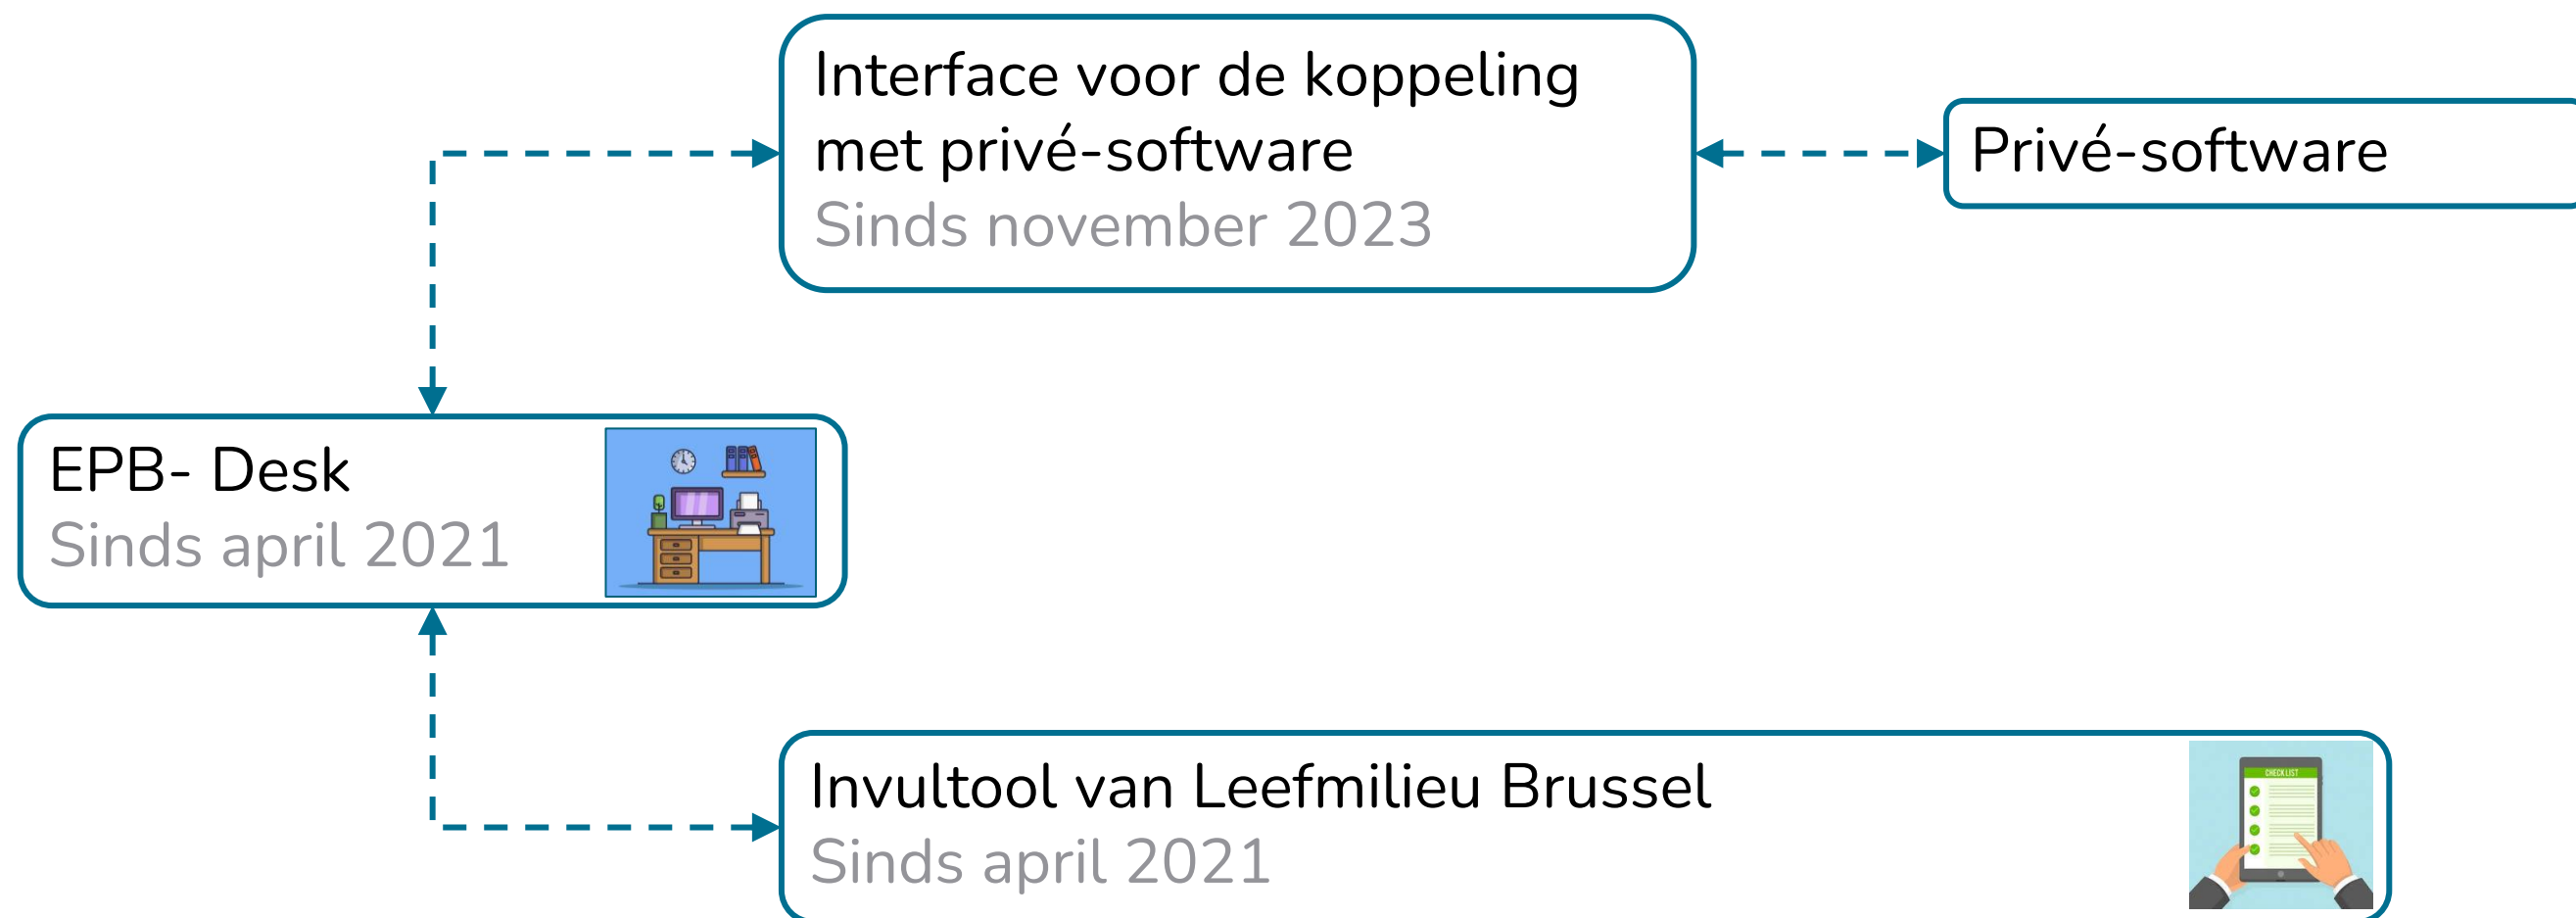 Interface voor de koppeling
met privé-software
Sinds november 2023
Privé-software
EPB- Desk
Sinds april 2021
Invultool van Leefmilieu Brussel
Sinds april 2021
CHECKLIST